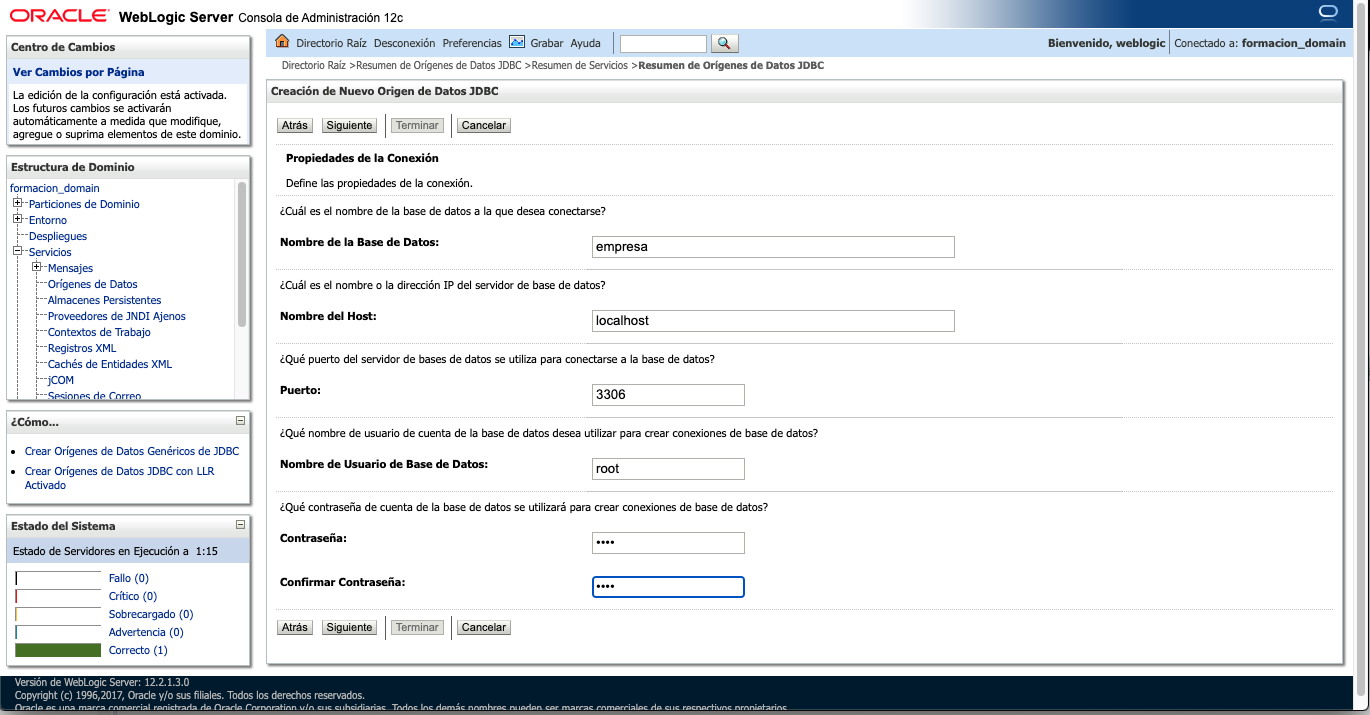 ORACLE® WebLogic Server Consola de Administración 12c
Centro de Cambios
Ver Cambios por Página
La edición de la configuración está activada.
Los futuros cambios se activarán
automáticamente a medida que modifique,
agregue o suprima elementos de este dominio.
Estructura de Dominio
formacion_domain
Particiones de Dominio
Entorno
Despliegues
Servicios
Mensajes
Orígenes de Datos
Almacenes Persistentes
Proveedores de JNDI Ajenos
Contextos de Trabajo
Registros XML
Cachés de Entidades XML
jCOM
Sesiones de Correo
¿Cómo...
Crear Orígenes de Datos Genéricos de JDBC
Crear Orígenes de Datos JDBC con LLR
Activado
Estado del Sistema
Estado de Servidores en Ejecución a 1:15
Fallo (0)
Crítico (0)
Sobrecargado (0)
Advertencia (0)
Correcto (1)
Directorio Raíz Desconexión Preferencias Grabar Ayuda
Bienvenido, weblogic Conectado a: formacion_domain
Directorio Raíz >Resumen de Orígenes de Datos JDBC >Resumen de Servicios >Resumen de Orígenes de Datos JDBC
Creación de Nuevo Origen de Datos JDBC
Atrás Siguiente Terminar Cancelar
Propiedades de la Conexión
Define las propiedades de la conexión.
¿Cuál es el nombre de la base de datos a la que desea conectarse?
Nombre de la Base de Datos: empresa
¿Cuál es el nombre o la dirección IP del servidor de base de datos?
Nombre del Host: localhost
¿Qué puerto del servidor de bases de datos se utiliza para conectarse a la base de datos?
Puerto: 3306
¿Qué nombre de usuario de cuenta de la base de datos desea utilizar para crear conexiones de base de datos?
Nombre de Usuario de Base de Datos: root
¿Qué contraseña de cuenta de la base de datos se utilizará para crear conexiones de base de datos?
Contraseña: ••••
Confirmar Contraseña: ••••
Atrás Siguiente Terminar Cancelar
Versión de WebLogic Server: 12.2.1.3.0
Copyright (c) 1996,2017, Oracle y/o sus filiales. Todos los derechos reservados.
Oracle es una marca comercial registrada de Oracle Corporation y/o sus subsidiarias. Todos los demás nombres pueden ser marcas comerciales de sus respectivos propietarios.